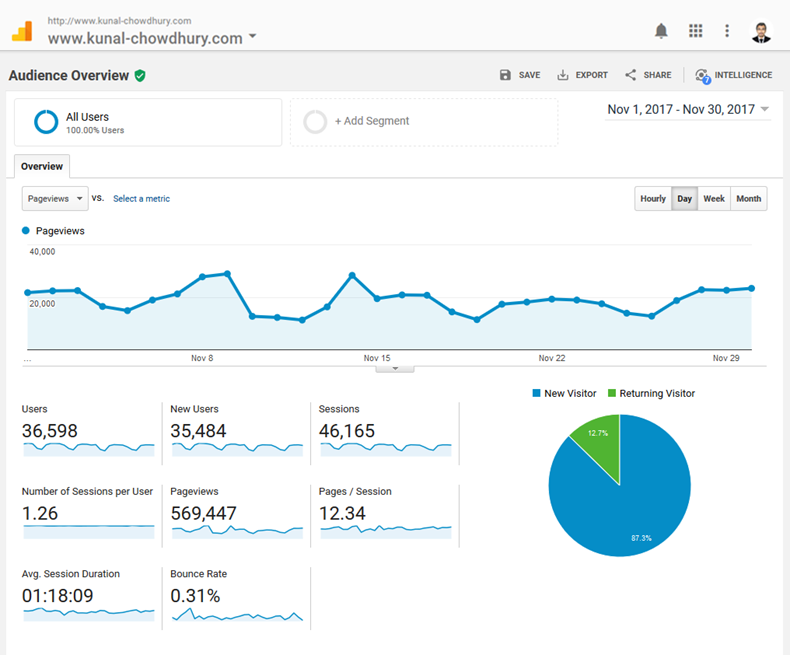 http://www.kunal-chowdhury.com
www.kunal-chowdhury.com
Audience Overview
SAVE EXPORT SHARE 7 INTELLIGENCE
All Users
100.00% Users
+ Add Segment
Nov 1, 2017 - Nov 30, 2017
Overview
Pageviews VS. Select a metric
Hourly Day Week Month
Pageviews
40,000
20,000
... Nov 8 Nov 15 Nov 22 Nov 29
New Visitor Returning Visitor
Users New Users Sessions
36,598 35,484 46,165
12.7%
87.3%
Number of Sessions per User Pageviews Pages / Session
1.26 569,447 12.34
Avg. Session Duration Bounce Rate
01:18:09 0.31%